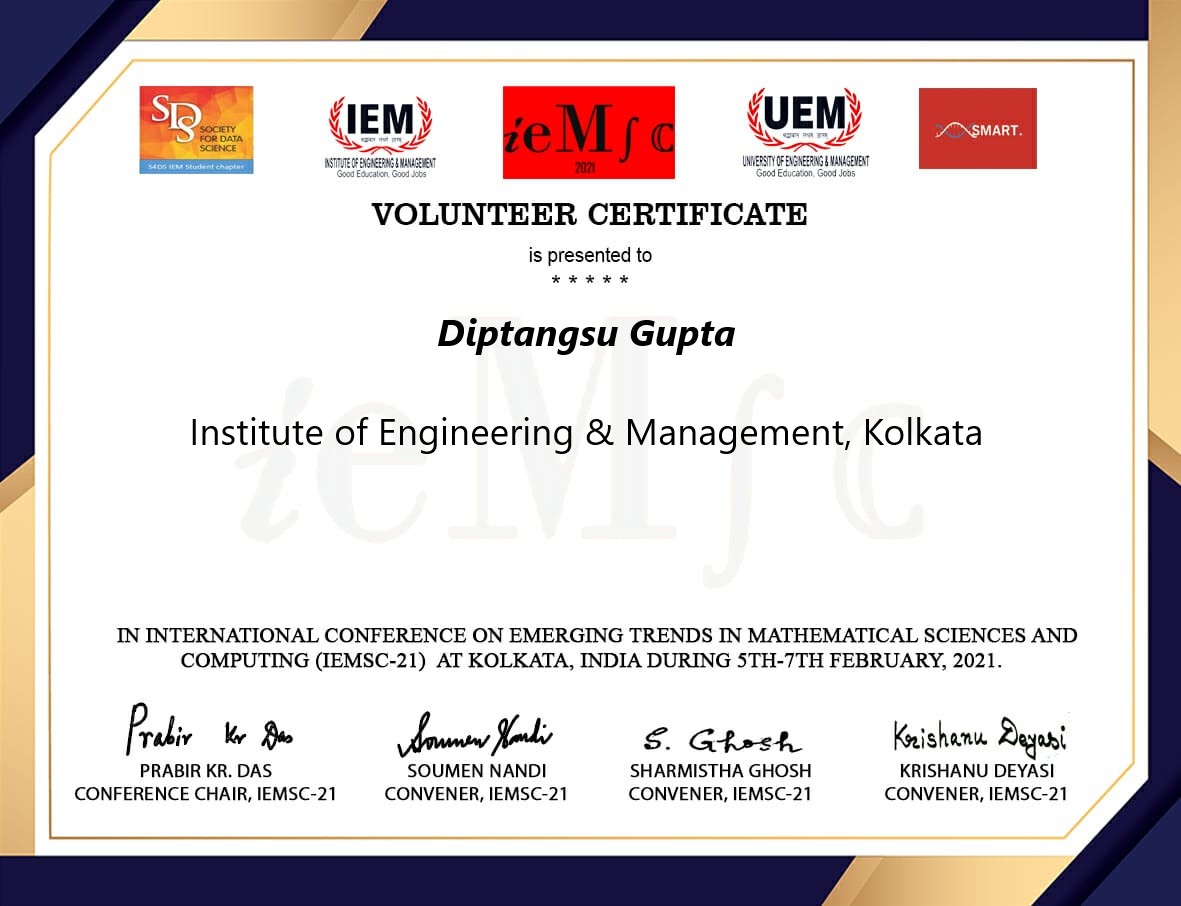 SDS
SOCIETY
FOR DATA
SCIENCE
S4DS IEM Student chapter
IEM
INSTITUTE OF ENGINEERING & MANAGEMENT
Good Education, Good Jobs
ieM∫ℂ
2021
UEM
UNIVERSITY OF ENGINEERING & MANAGEMENT
Good Education, Good Jobs
SMART.
VOLUNTEER CERTIFICATE
is presented to
* * * * *
Diptangsu Gupta
Institute of Engineering & Management, Kolkata
ieM∫ℂ
IN INTERNATIONAL CONFERENCE ON EMERGING TRENDS IN MATHEMATICAL SCIENCES AND
COMPUTING (IEMSC-21) AT KOLKATA, INDIA DURING 5TH-7TH FEBRUARY, 2021.
Prabir Kr Das
Soumen Nandi
S. Ghosh
Krishanu Deyasi
PRABIR KR. DAS
SOUMEN NANDI
SHARMISTHA GHOSH
KRISHANU DEYASI
CONFERENCE CHAIR, IEMSC-21
CONVENER, IEMSC-21
CONVENER, IEMSC-21
CONVENER, IEMSC-21